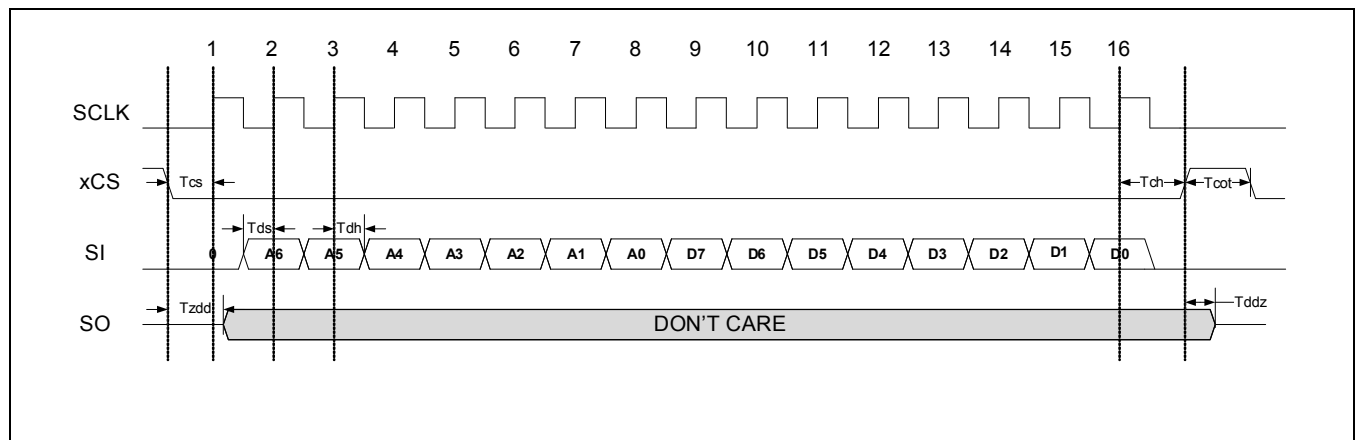 1 2 3 4 5 6 7 8 9 10 11 12 13 14 15 16
SCLK
xCS Tcs Tch Tcot
Tds Tdh
SI 0 A6 A5 A4 A3 A2 A1 A0 D7 D6 D5 D4 D3 D2 D1 D0
Tzdd Tddz
SO DON'T CARE